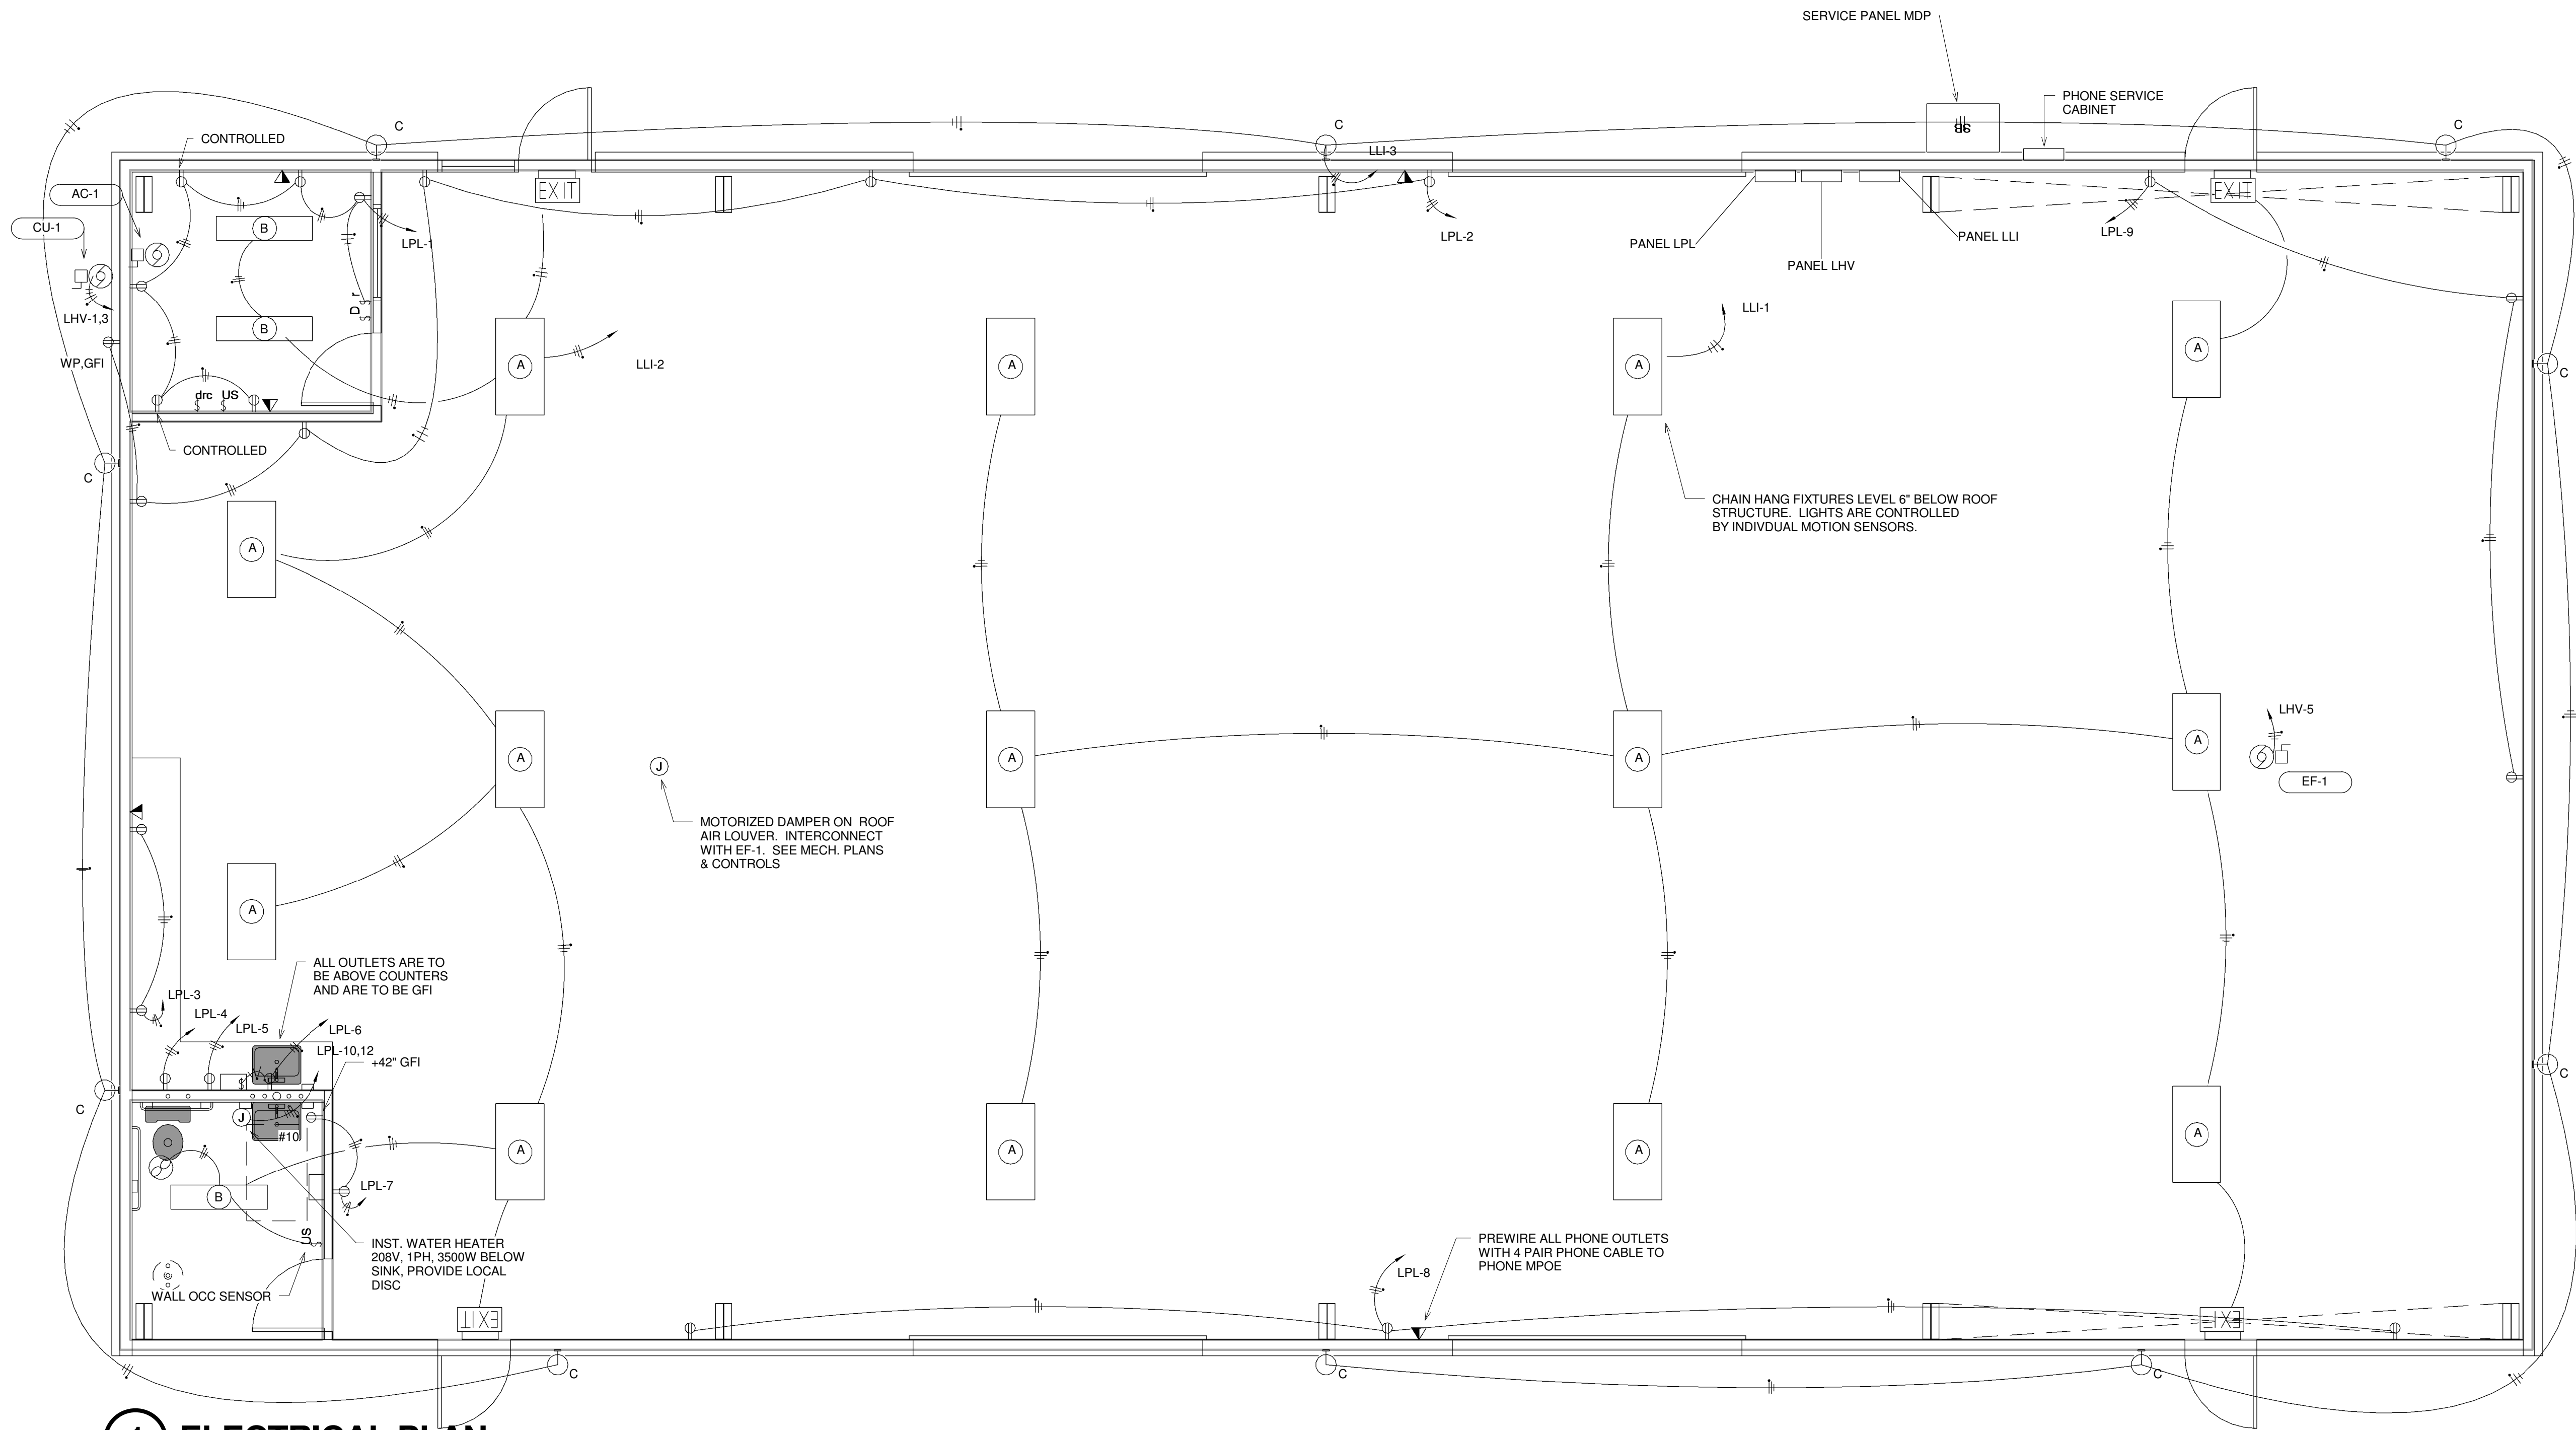 SERVICE PANEL MDP
PHONE SERVICE
CABINET
C
C
C
CONTROLLED
LLI-3
AC-1
EXIT
EXIT
CU-1
B
LPL-1
LPL-2
PANEL LPL
PANEL LLI
LPL-9
PANEL LHV
D
r
LHV-1,3
B
LLI-1
WP,GFI
LLI-2
A
A
A
A
C
drc
US
CONTROLLED
C
CHAIN HANG FIXTURES LEVEL 6" BELOW ROOF
STRUCTURE. LIGHTS ARE CONTROLLED
BY INDIVDUAL MOTION SENSORS.
A
LHV-5
A
A
A
A
J
EF-1
MOTORIZED DAMPER ON ROOF
AIR LOUVER. INTERCONNECT
WITH EF-1. SEE MECH. PLANS
& CONTROLS
A
ALL OUTLETS ARE TO
BE ABOVE COUNTERS
AND ARE TO BE GFI
LPL-3
LPL-4
LPL-5
LPL-6
LPL-10,12
+42" GFI
C
C
J
#10
A
A
A
A
LPL-7
B
US
INST. WATER HEATER
208V, 1PH, 3500W BELOW
SINK, PROVIDE LOCAL
DISC
WALL OCC SENSOR
PREWIRE ALL PHONE OUTLETS
WITH 4 PAIR PHONE CABLE TO
PHONE MPOE
LPL-8
EXIT
EXIT
C
C
C
1 ELECTRICAL PLAN